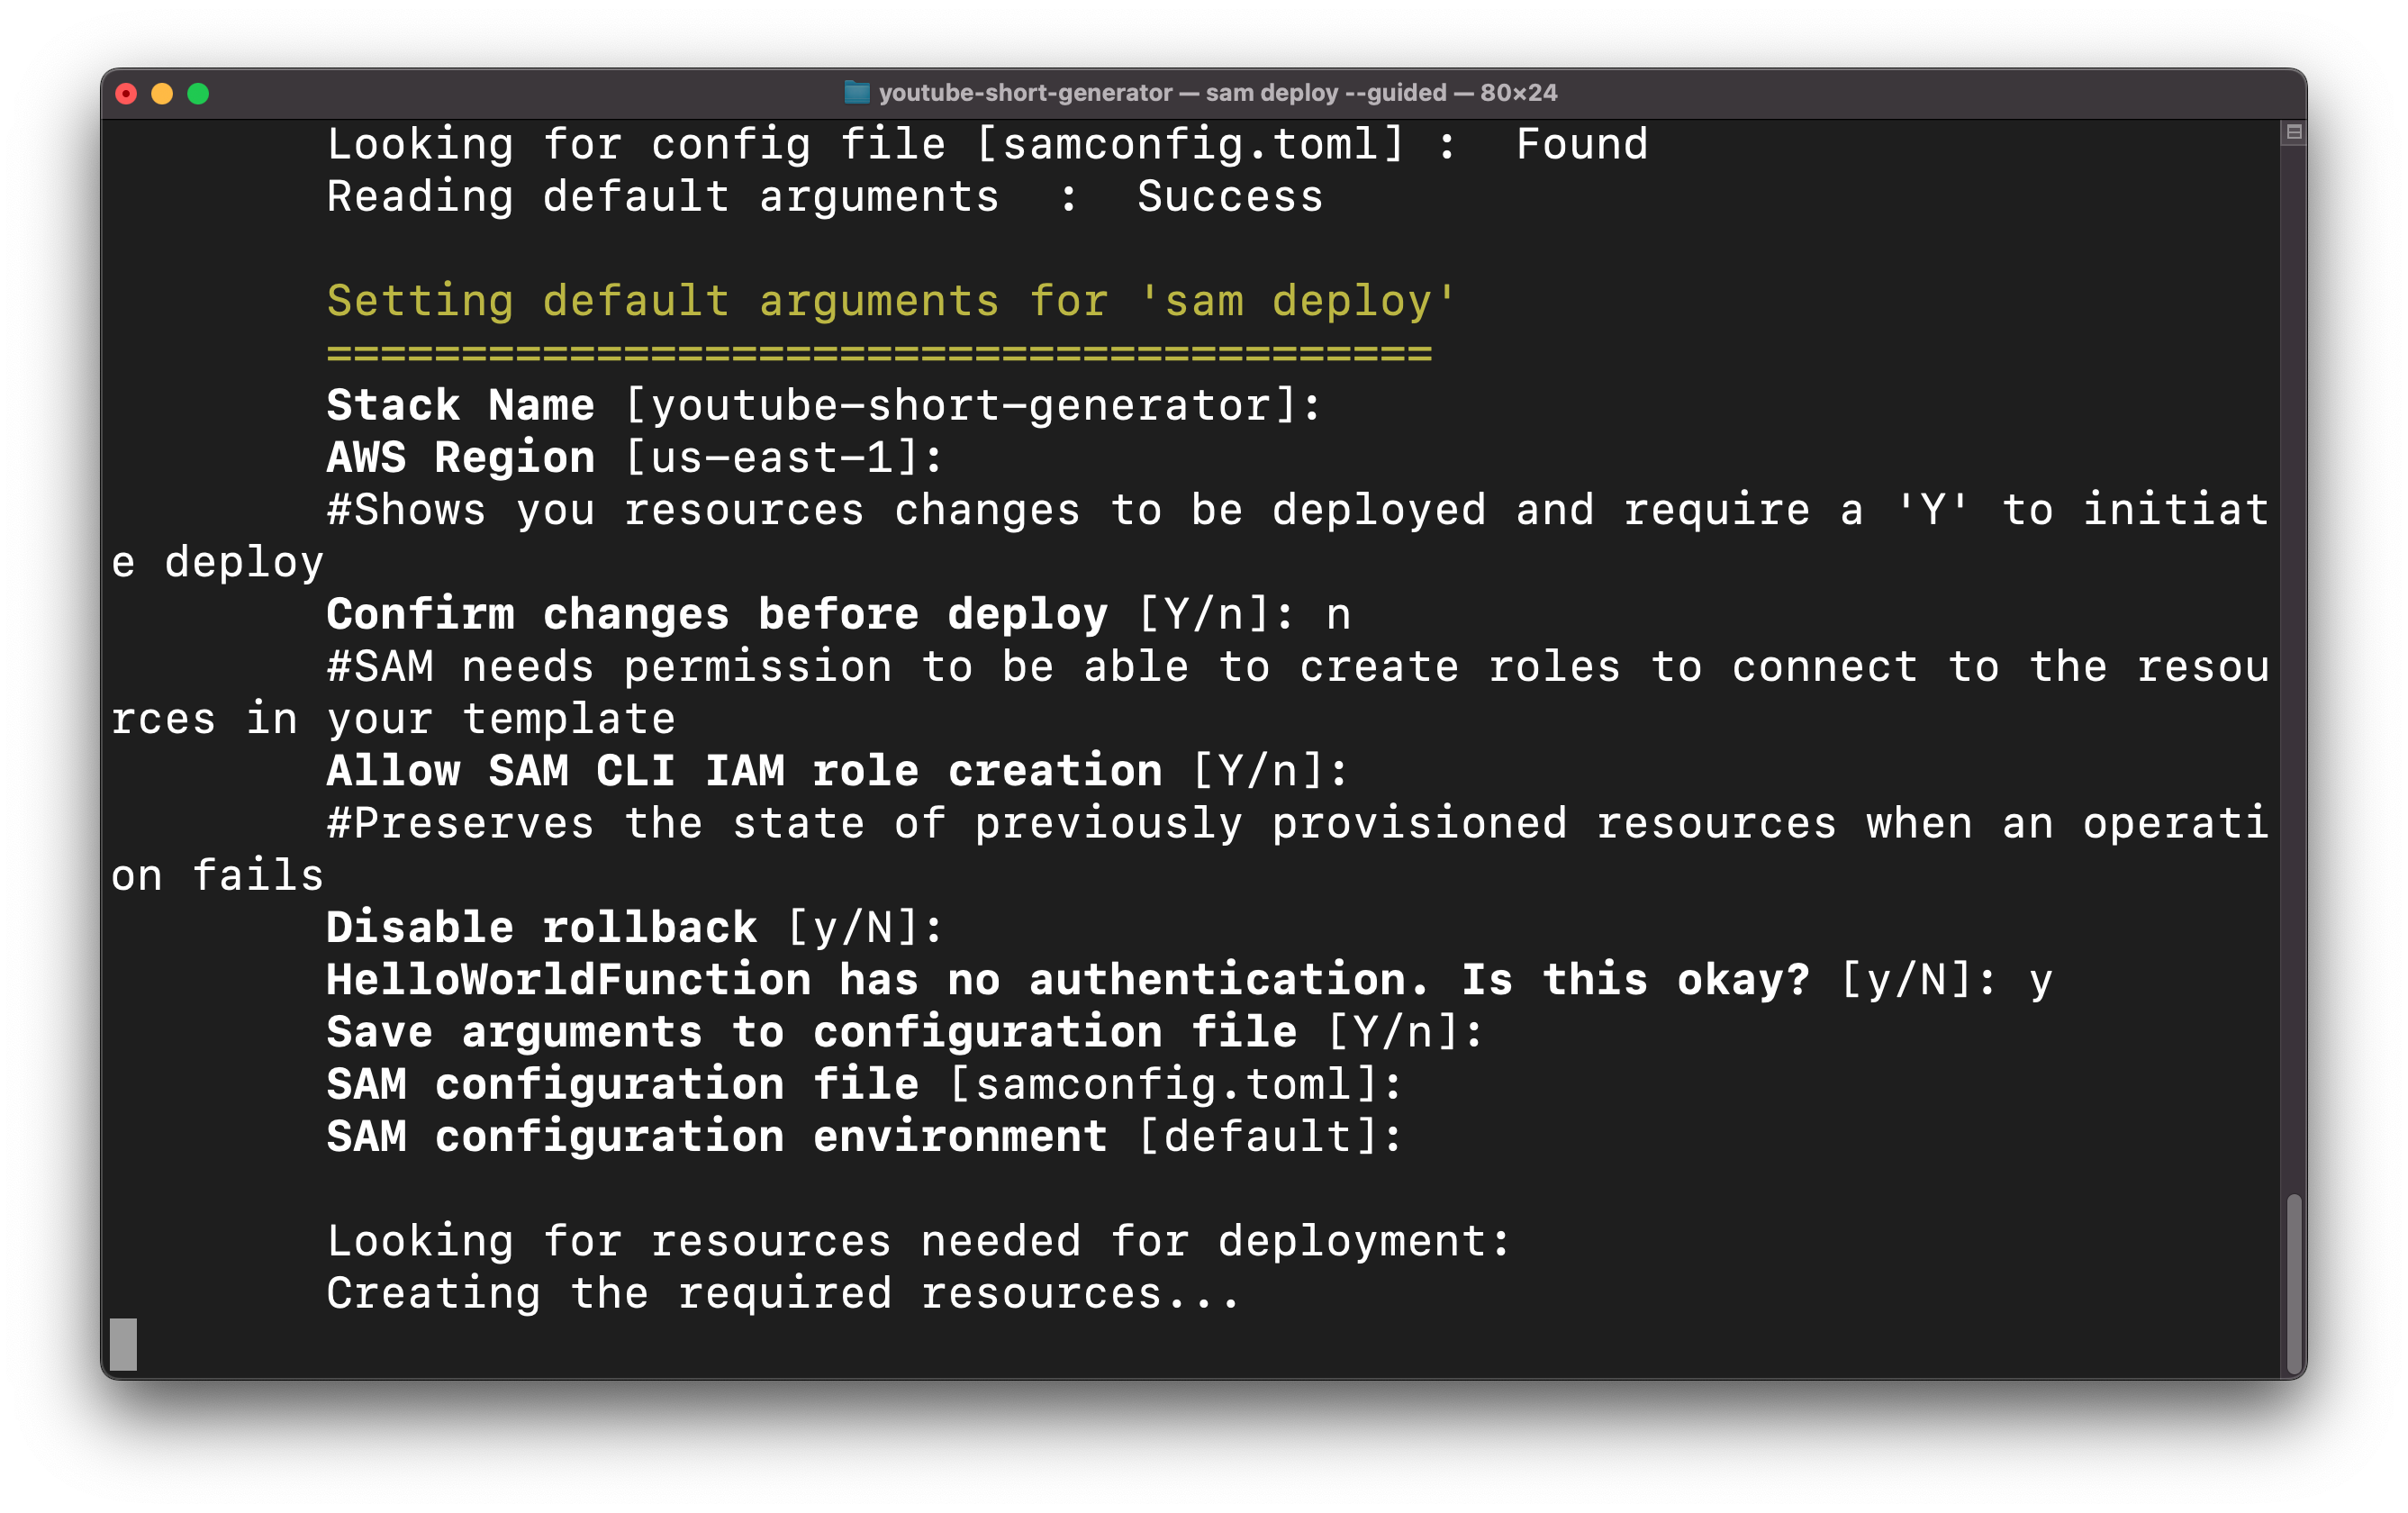 youtube-short-generator — sam deploy --guided — 80×24
Looking for config file [samconfig.toml] :  Found
Reading default arguments  :  Success
Setting default arguments for 'sam deploy'
=========================================
Stack Name [youtube-short-generator]:
AWS Region [us-east-1]:
#Shows you resources changes to be deployed and require a 'Y' to initiat
e deploy
Confirm changes before deploy [Y/n]: n
#SAM needs permission to be able to create roles to connect to the resou
rces in your template
Allow SAM CLI IAM role creation [Y/n]:
#Preserves the state of previously provisioned resources when an operati
on fails
Disable rollback [y/N]:
HelloWorldFunction has no authentication. Is this okay? [y/N]: y
Save arguments to configuration file [Y/n]:
SAM configuration file [samconfig.toml]:
SAM configuration environment [default]:
Looking for resources needed for deployment:
Creating the required resources...